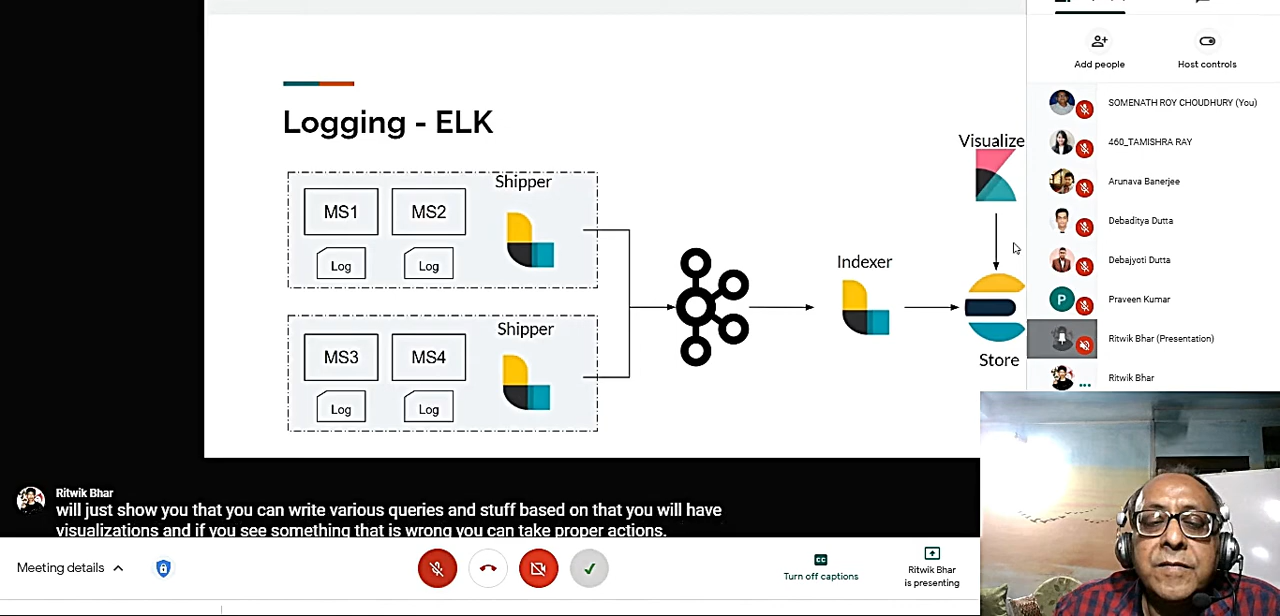 Logging - ELK
Visualize
Shipper
MS1
MS2
Log
Log
Indexer
Shipper
MS3
MS4
Log
Log
Store
Add people
Host controls
SOMENATH ROY CHOUDHURY (You)
460_TAMISHRA RAY
Arunava Banerjee
Debaditya Dutta
Debajyoti Dutta
P
Praveen Kumar
Ritwik Bhar (Presentation)
Ritwik Bhar
Ritwik Bhar
will just show you that you can write various queries and stuff based on that you will have
visualizations and if you see something that is wrong you can take proper actions.
Meeting details
CC
Turn off captions
Ritwik Bhar
is presenting